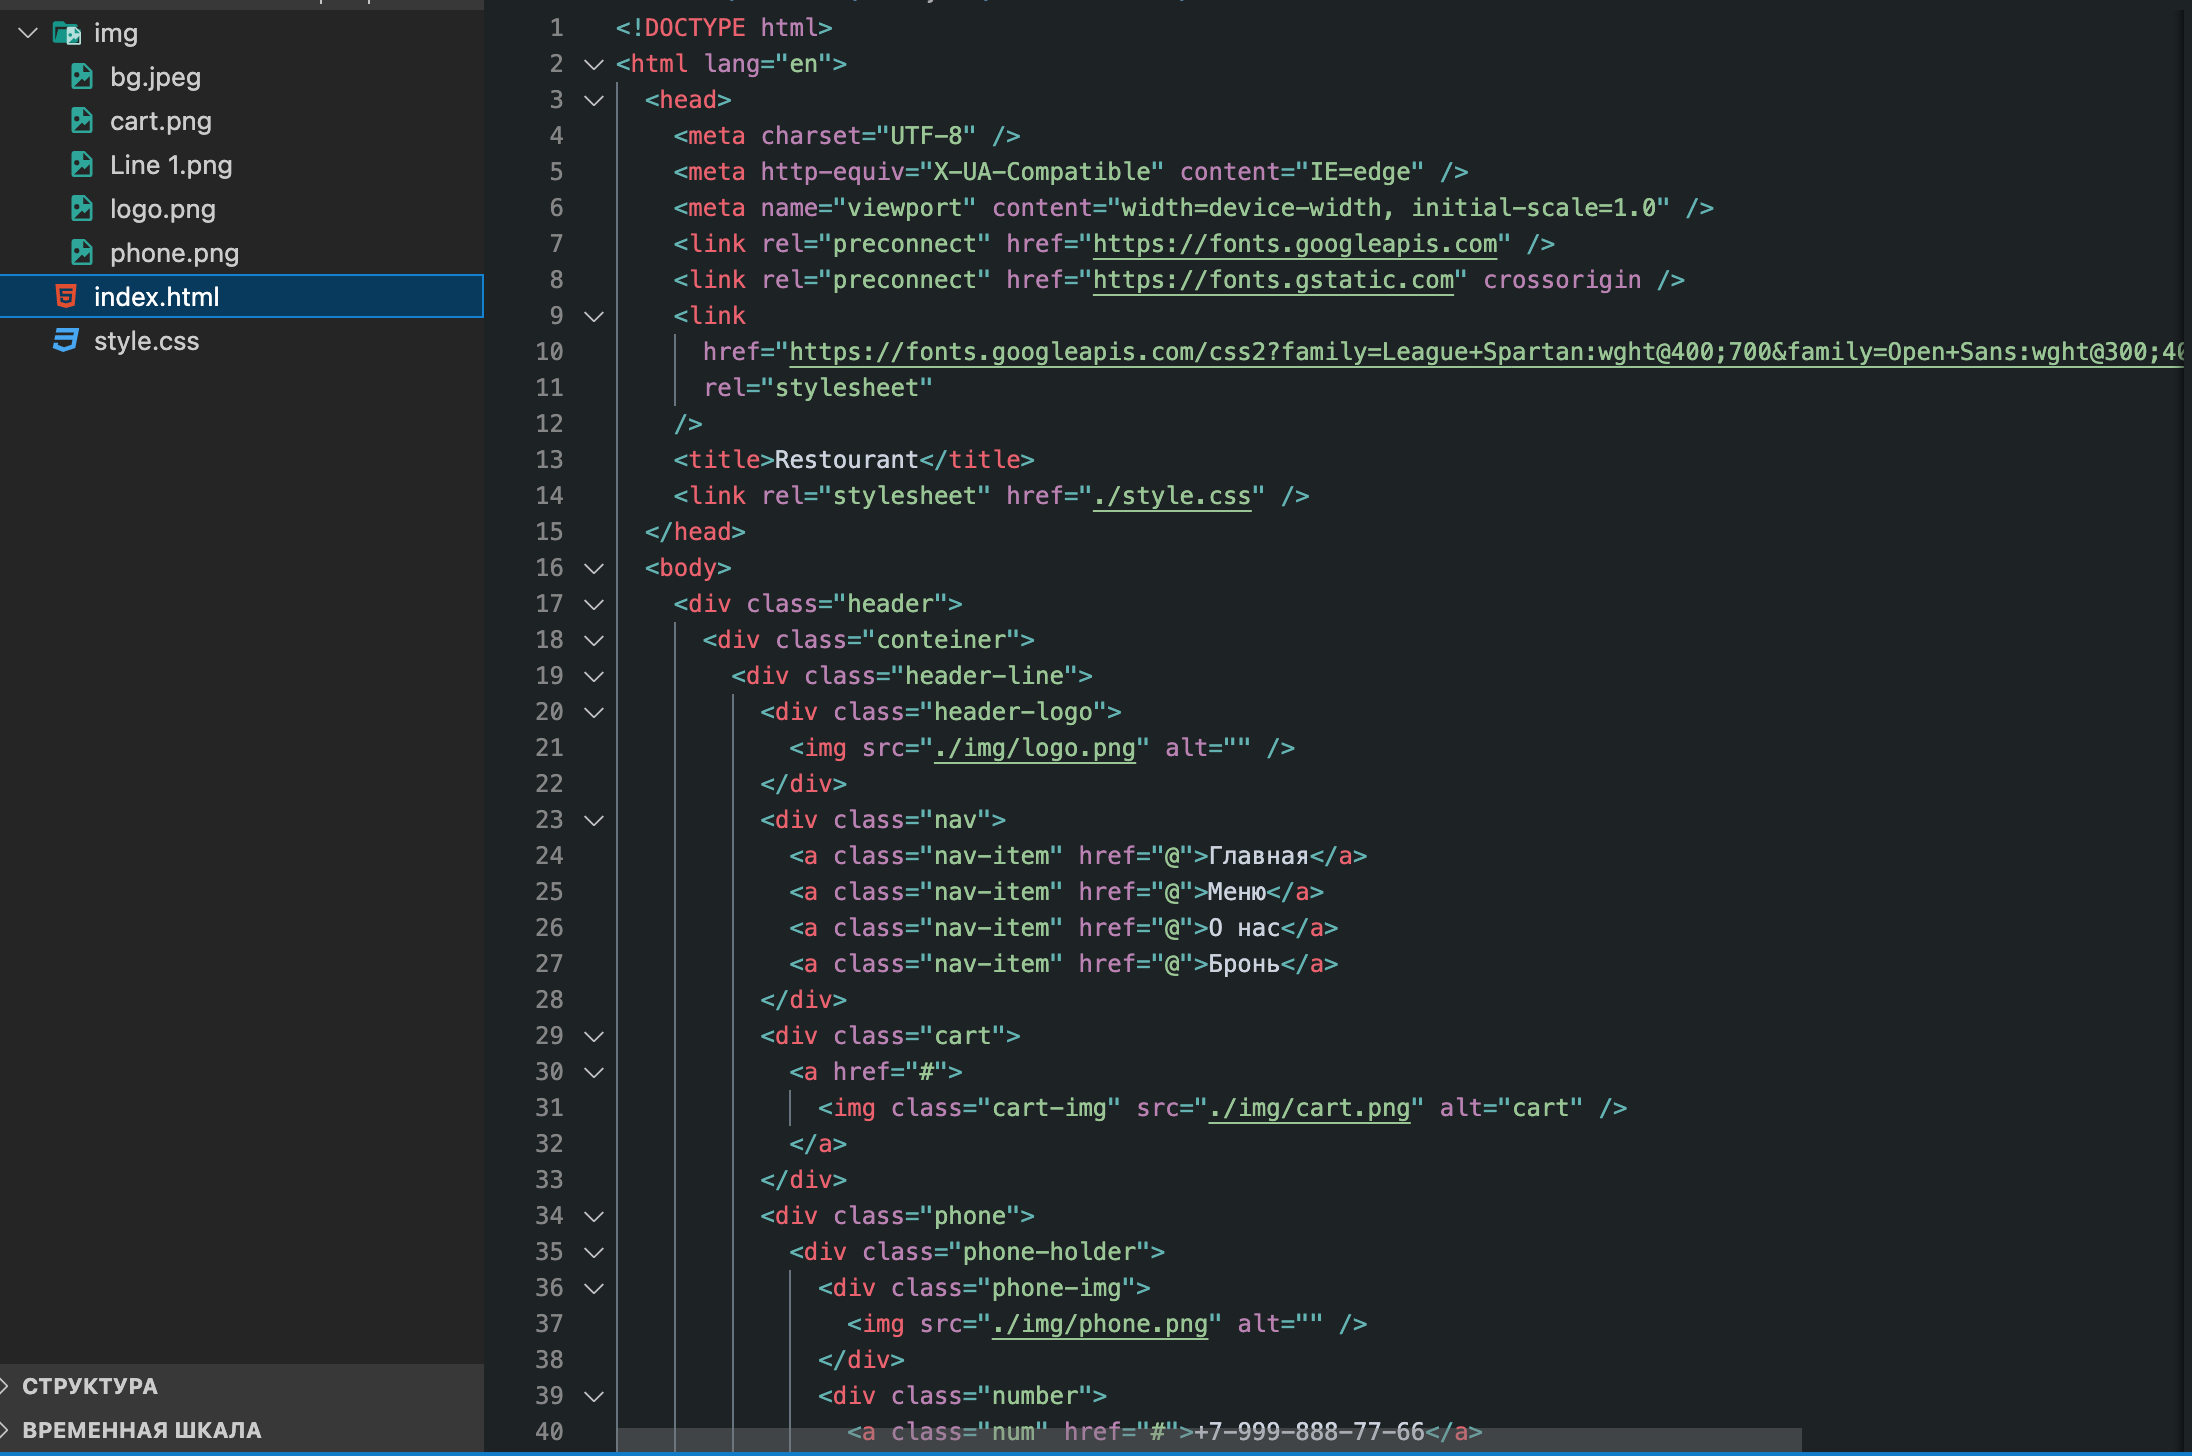 img
bg.jpeg
cart.png
Line 1.png
logo.png
phone.png
index.html
style.css
СТРУКТУРА
ВРЕМЕННАЯ ШКАЛА
1 <!DOCTYPE html>
2 <html lang="en">
3 <head>
4 <meta charset="UTF-8" />
5 <meta http-equiv="X-UA-Compatible" content="IE=edge" />
6 <meta name="viewport" content="width=device-width, initial-scale=1.0" />
7 <link rel="preconnect" href="https://fonts.googleapis.com" />
8 <link rel="preconnect" href="https://fonts.gstatic.com" crossorigin />
9 <link
10 href="https://fonts.googleapis.com/css2?family=League+Spartan:wght@400;700&family=Open+Sans:wght@300;40
11 rel="stylesheet"
12 />
13 <title>Restourant</title>
14 <link rel="stylesheet" href="./style.css" />
15 </head>
16 <body>
17 <div class="header">
18 <div class="conteiner">
19 <div class="header-line">
20 <div class="header-logo">
21 <img src="./img/logo.png" alt="" />
22 </div>
23 <div class="nav">
24 <a class="nav-item" href="@">Главная</a>
25 <a class="nav-item" href="@">Меню</a>
26 <a class="nav-item" href="@">О нас</a>
27 <a class="nav-item" href="@">Бронь</a>
28 </div>
29 <div class="cart">
30 <a href="#">
31 <img class="cart-img" src="./img/cart.png" alt="cart" />
32 </a>
33 </div>
34 <div class="phone">
35 <div class="phone-holder">
36 <div class="phone-img">
37 <img src="./img/phone.png" alt="" />
38 </div>
39 <div class="number">
40 <a class="num" href="#">+7-999-888-77-66</a>